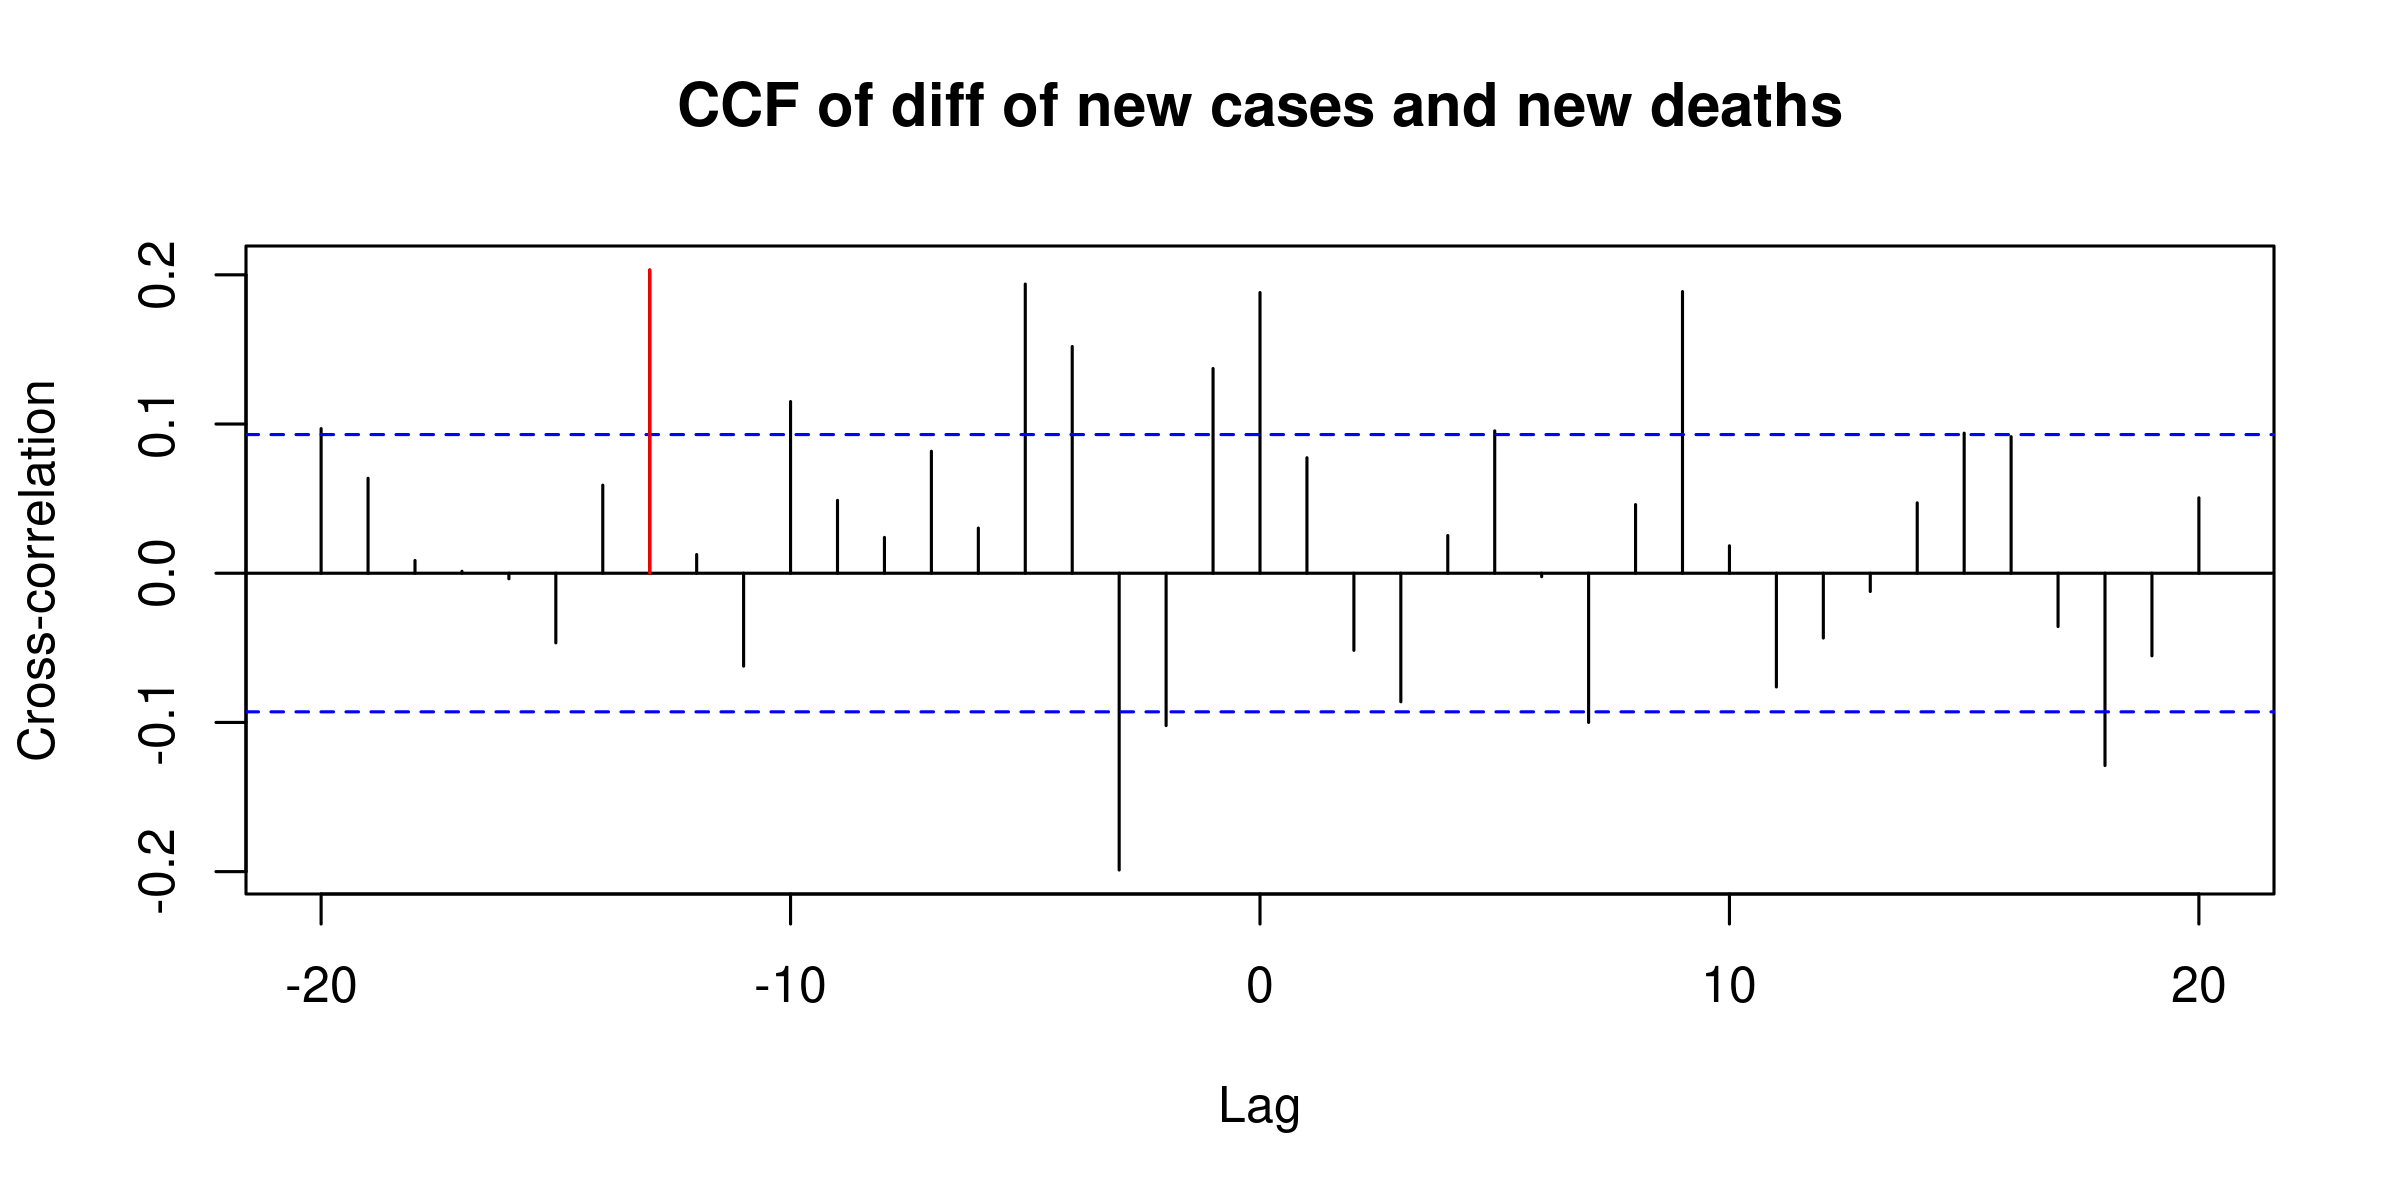 CCF of diff of new cases and new deaths
Cross-correlation
0.2
0.1
0.0
-0.1
-0.2
-20 -10 0 10 20
Lag